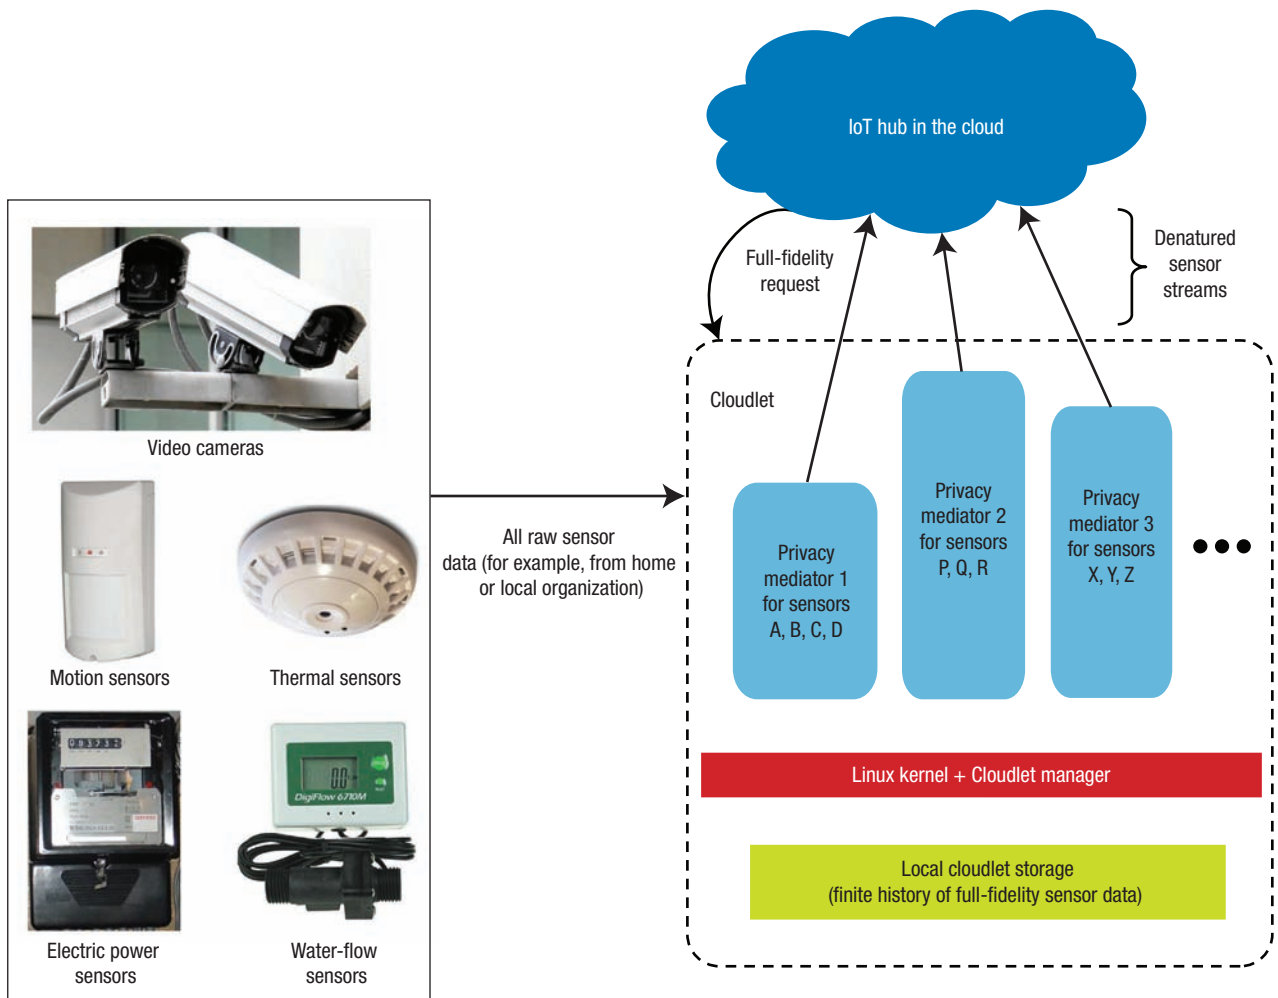 IoT hub in the cloud
Full-fidelity
request
Denatured
sensor
streams
Cloudlet
Video cameras
Motion sensors
Thermal sensors
DigiFlow 6710M
Electric power
sensors
Water-flow
sensors
All raw sensor
data (for example, from home
or local organization)
Privacy
mediator 1
for sensors
A, B, C, D
Privacy
mediator 2
for sensors
P, Q, R
Privacy
mediator 3
for sensors
X, Y, Z
Linux kernel + Cloudlet manager
Local cloudlet storage
(finite history of full-fidelity sensor data)